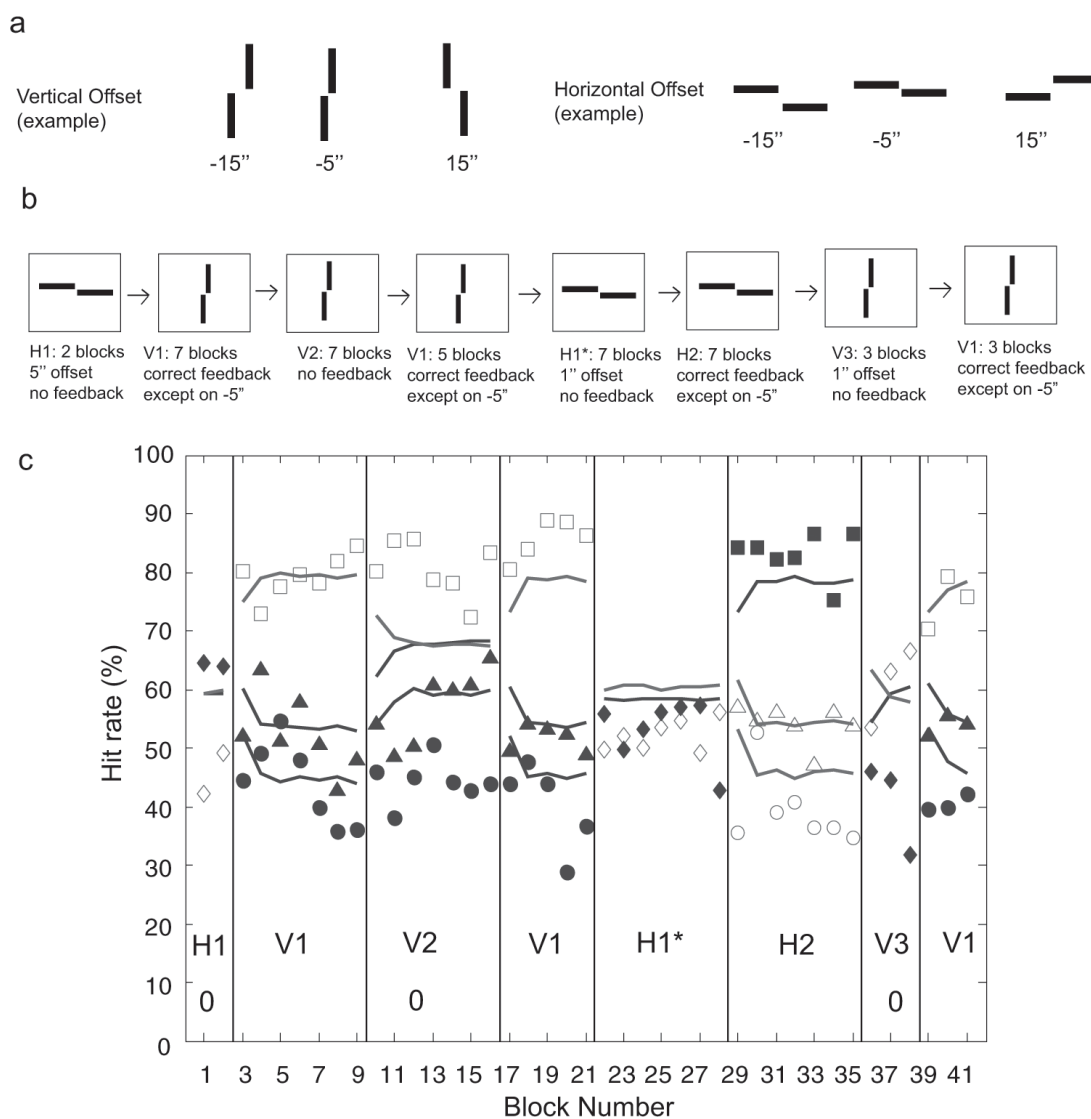 a
Vertical Offset
(example)
-15’’
-5’’
15’’
Horizontal Offset
(example)
-15’’
-5’’
15’’
b
H1: 2 blocks
5’’ offset
no feedback
V1: 7 blocks
correct feedback
except on -5”
V2: 7 blocks
no feedback
V1: 5 blocks
correct feedback
except on -5”
H1*: 7 blocks
1’’ offset
no feedback
H2: 7 blocks
correct feedback
except on -5”
V3: 3 blocks
1’’ offset
no feedback
V1: 3 blocks
correct feedback
except on -5”
c
Hit rate (%)
100
90
80
70
60
50
40
30
20
10
0
H1 V1 V2 V1 H1* H2 V3 V1
0 0 0
1 3 5 7 9 11 13 15 17 19 21 23 25 27 29 31 33 35 37 39 41
Block Number